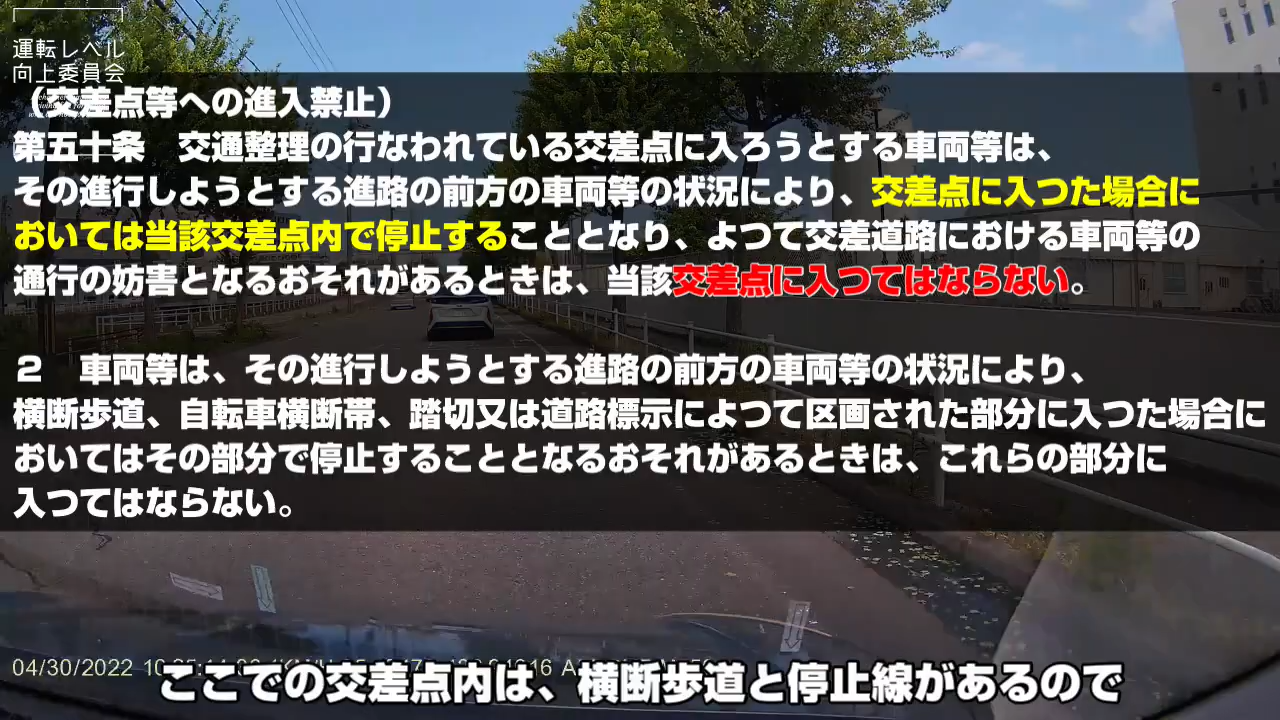 運転レベル
向上委員会
（交差点等への進入禁止）
第五十条　交通整理の行なわれている交差点に入ろうとする車両等は、
その進行しようとする進路の前方の車両等の状況により、交差点に入つた場合に
おいては当該交差点内で停止することとなり、よつて交差道路における車両等の
通行の妨害となるおそれがあるときは、当該交差点に入つてはならない。
２　車両等は、その進行しようとする進路の前方の車両等の状況により、
横断歩道、自転車横断帯、踏切又は道路標示によつて区画された部分に入つた場合に
おいてはその部分で停止することとなるおそれがあるときは、これらの部分に
入つてはならない。
04/30/2022
ここでの交差点内は、横断歩道と停止線があるので